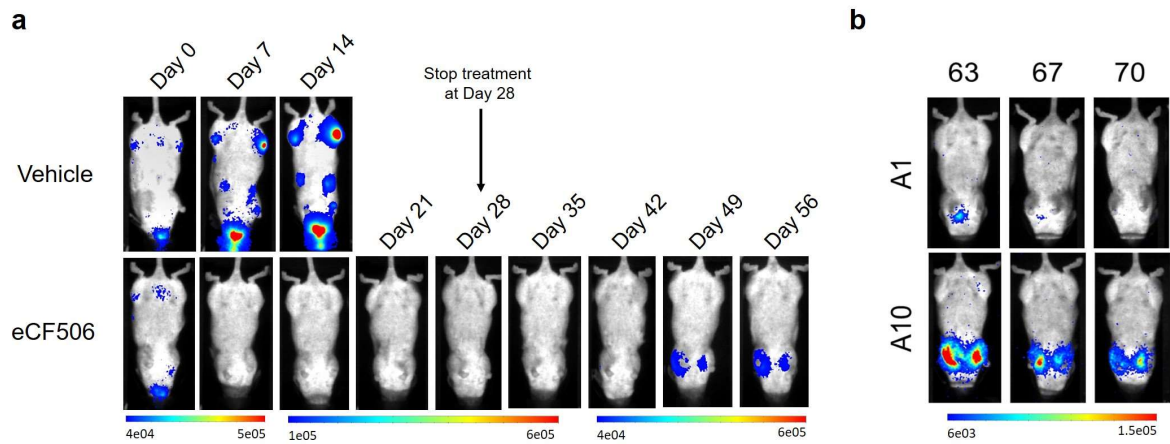 a
b
Day 0
Day 7
Day 14
Stop treatment
at Day 28
63
67
70
Vehicle
A1
Day 21
Day 28
Day 35
Day 42
Day 49
Day 56
eCF506
A10
4e04
5e05
1e05
6e05
4e04
6e05
6e03
1.5e05